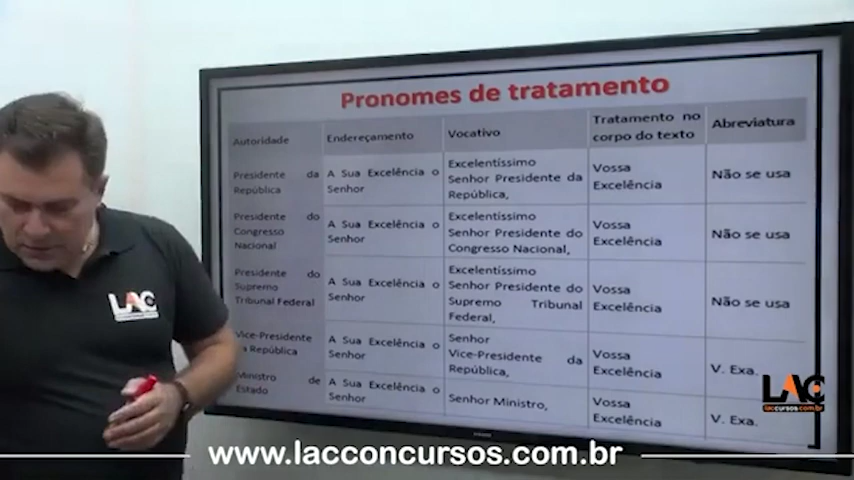 Pronomes de tratamento
Autoridade
Endereçamento
Vocativo
Tratamento no
corpo do texto
Abreviatura
Presidente da
República
A Sua Excelência o
Senhor
Excelentíssimo
Senhor Presidente da
República,
Vossa
Excelência
Não se usa
Presidente do
Congresso
Nacional
A Sua Excelência o
Senhor
Excelentíssimo
Senhor Presidente do
Congresso Nacional,
Vossa
Excelência
Não se usa
Presidente do
Supremo
Tribunal Federal
A Sua Excelência o
Senhor
Excelentíssimo
Senhor Presidente do
Supremo Tribunal
Federal,
Vossa
Excelência
Não se usa
Vice-Presidente
da República
A Sua Excelência o
Senhor
Senhor
Vice-Presidente da
República,
Vossa
Excelência
V. Exa.
Ministro de
Estado
A Sua Excelência o
Senhor
Senhor Ministro,
Vossa
Excelência
V. Exa.
LAC
LAC
laccursos.com.br
www.lacconcursos.com.br